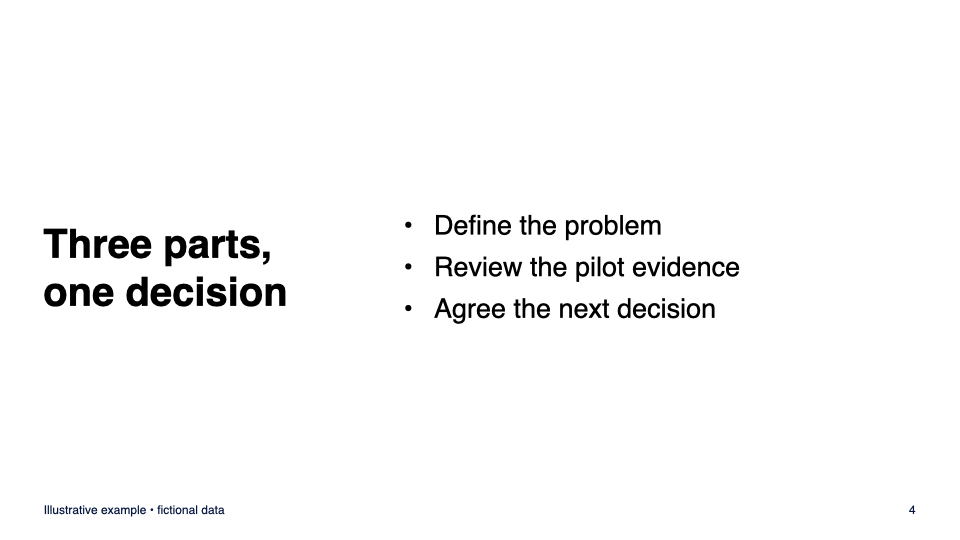 Three parts,
one decision
• Define the problem
• Review the pilot evidence
• Agree the next decision
Illustrative example • fictional data
4